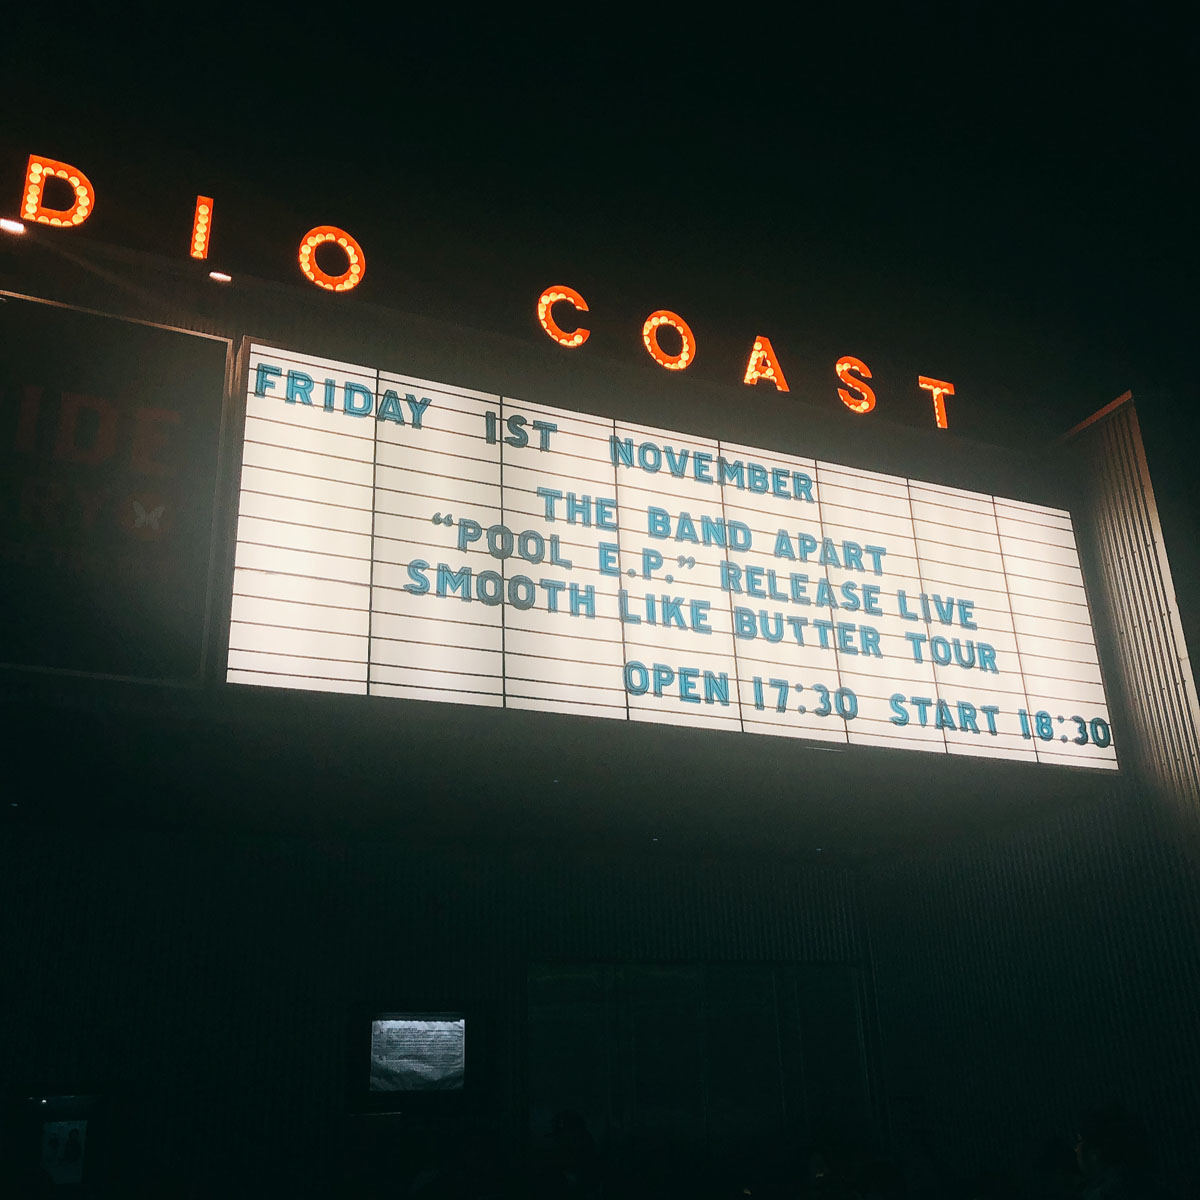 DIO COAST
FRIDAY 1ST NOVEMBER
THE BAND APART
“POOL E.P.” RELEASE LIVE
SMOOTH LIKE BUTTER TOUR
OPEN 17:30 START 18:30